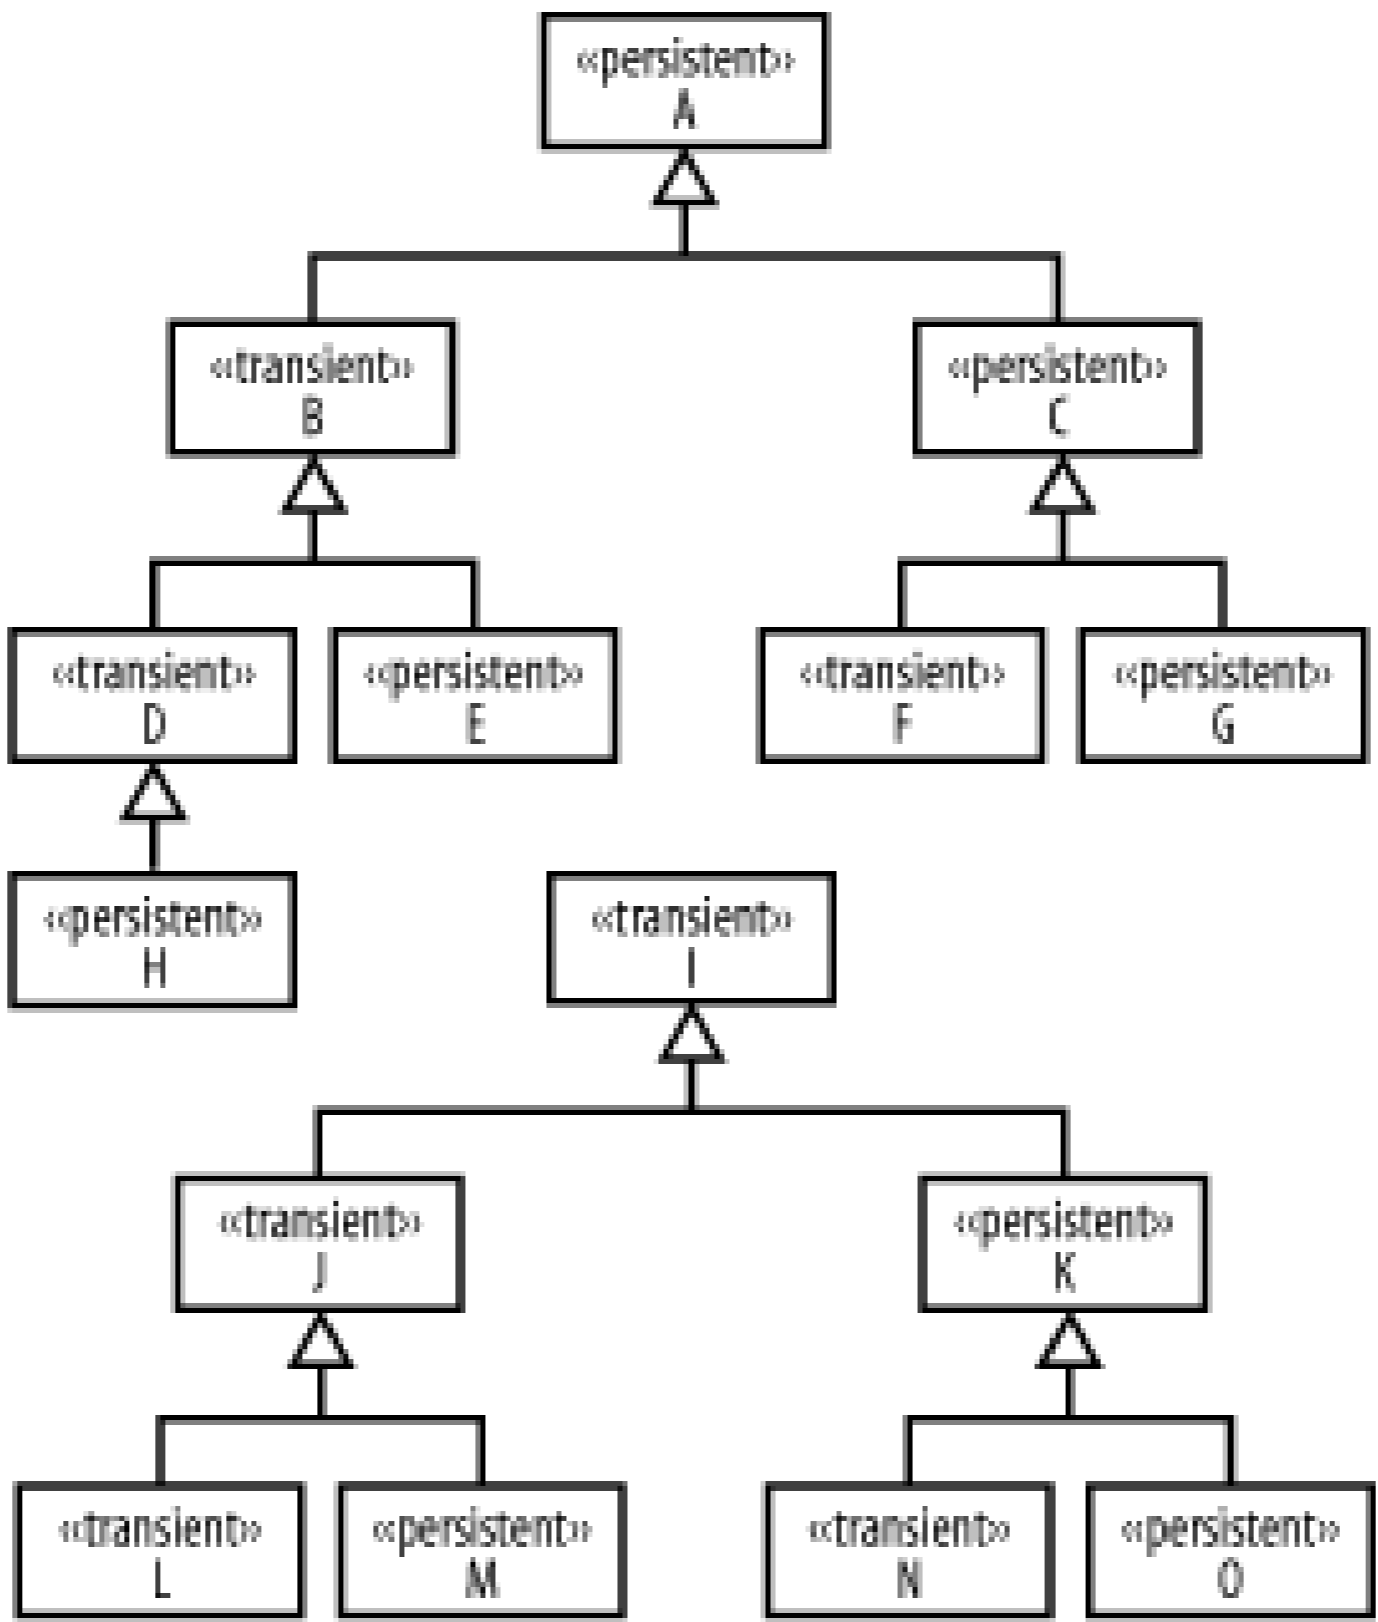 «persistent»
A
«transient»
B
«persistent»
C
«transient»
D
«persistent»
E
«transient»
F
«persistent»
G
«persistent»
H
«transient»
I
«transient»
J
«persistent»
K
«transient»
L
«persistent»
M
«transient»
N
«persistent»
O